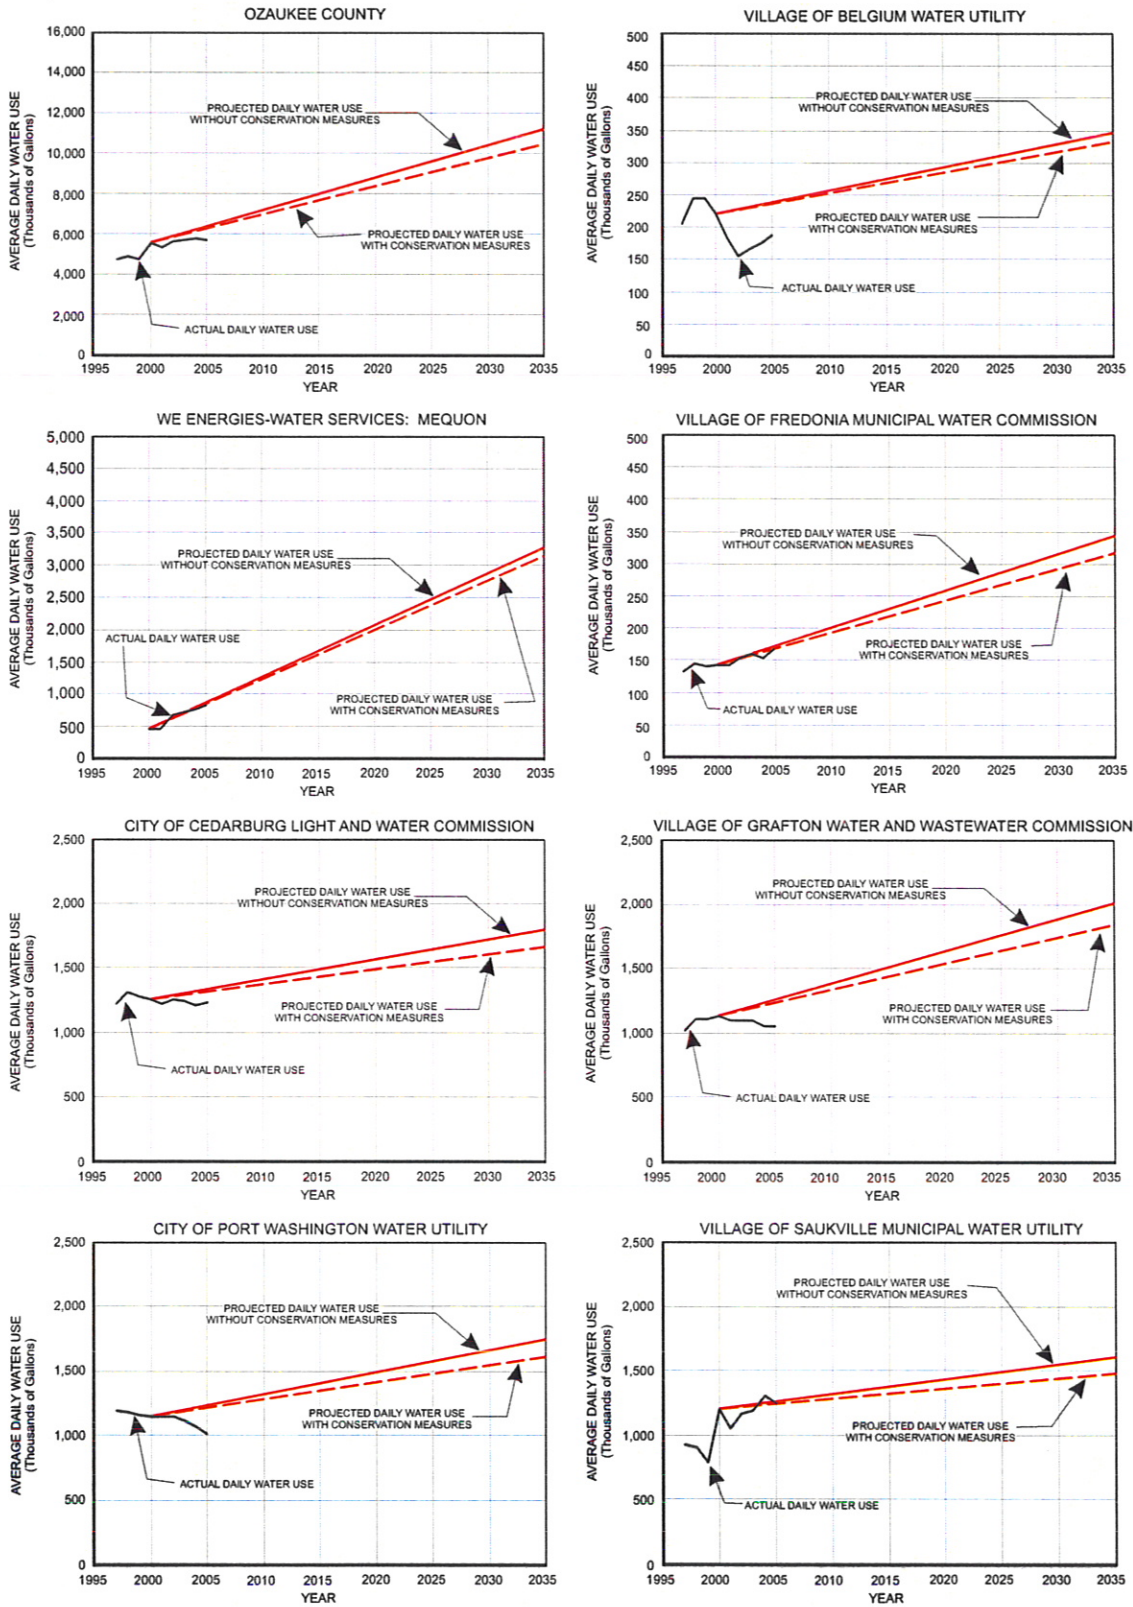 OZAUKEE COUNTY
AVERAGE DAILY WATER USE
(Thousands of Gallons)
16,000
14,000
12,000
10,000
8,000
6,000
4,000
2,000
0
PROJECTED DAILY WATER USE
WITHOUT CONSERVATION MEASURES
PROJECTED DAILY WATER USE
WITH CONSERVATION MEASURES
ACTUAL DAILY WATER USE
1995 2000 2005 2010 2015 2020 2025 2030 2035
YEAR
VILLAGE OF BELGIUM WATER UTILITY
AVERAGE DAILY WATER USE
(Thousands of Gallons)
500
450
400
350
300
250
200
150
100
50
0
PROJECTED DAILY WATER USE
WITHOUT CONSERVATION MEASURES
PROJECTED DAILY WATER USE
WITH CONSERVATION MEASURES
ACTUAL DAILY WATER USE
1995 2000 2005 2010 2015 2020 2025 2030 2035
YEAR
WE ENERGIES-WATER SERVICES: MEQUON
AVERAGE DAILY WATER USE
(Thousands of Gallons)
5,000
4,500
4,000
3,500
3,000
2,500
2,000
1,500
1,000
500
0
PROJECTED DAILY WATER USE
WITHOUT CONSERVATION MEASURES
ACTUAL DAILY WATER USE
PROJECTED DAILY WATER USE
WITH CONSERVATION MEASURES
1995 2000 2005 2010 2015 2020 2025 2030 2035
YEAR
VILLAGE OF FREDONIA MUNICIPAL WATER COMMISSION
AVERAGE DAILY WATER USE
(Thousands of Gallons)
500
450
400
350
300
250
200
150
100
50
0
PROJECTED DAILY WATER USE
WITHOUT CONSERVATION MEASURES
PROJECTED DAILY WATER USE
WITH CONSERVATION MEASURES
ACTUAL DAILY WATER USE
1995 2000 2005 2010 2015 2020 2025 2030 2035
YEAR
CITY OF CEDARBURG LIGHT AND WATER COMMISSION
AVERAGE DAILY WATER USE
(Thousands of Gallons)
2,500
2,000
1,500
1,000
500
0
PROJECTED DAILY WATER USE
WITHOUT CONSERVATION MEASURES
PROJECTED DAILY WATER USE
WITH CONSERVATION MEASURES
ACTUAL DAILY WATER USE
1995 2000 2005 2010 2015 2020 2025 2030 2035
YEAR
VILLAGE OF GRAFTON WATER AND WASTEWATER COMMISSION
AVERAGE DAILY WATER USE
(Thousands of Gallons)
2,500
2,000
1,500
1,000
500
0
PROJECTED DAILY WATER USE
WITHOUT CONSERVATION MEASURES
PROJECTED DAILY WATER USE
WITH CONSERVATION MEASURES
ACTUAL DAILY WATER USE
1995 2000 2005 2010 2015 2020 2025 2030 2035
YEAR
CITY OF PORT WASHINGTON WATER UTILITY
AVERAGE DAILY WATER USE
(Thousands of Gallons)
2,500
2,000
1,500
1,000
500
0
PROJECTED DAILY WATER USE
WITHOUT CONSERVATION MEASURES
PROJECTED DAILY WATER USE
WITH CONSERVATION MEASURES
ACTUAL DAILY WATER USE
1995 2000 2005 2010 2015 2020 2025 2030 2035
YEAR
VILLAGE OF SAUKVILLE MUNICIPAL WATER UTILITY
AVERAGE DAILY WATER USE
(Thousands of Gallons)
2,500
2,000
1,500
1,000
500
0
PROJECTED DAILY WATER USE
WITHOUT CONSERVATION MEASURES
PROJECTED DAILY WATER USE
WITH CONSERVATION MEASURES
ACTUAL DAILY WATER USE
1995 2000 2005 2010 2015 2020 2025 2030 2035
YEAR